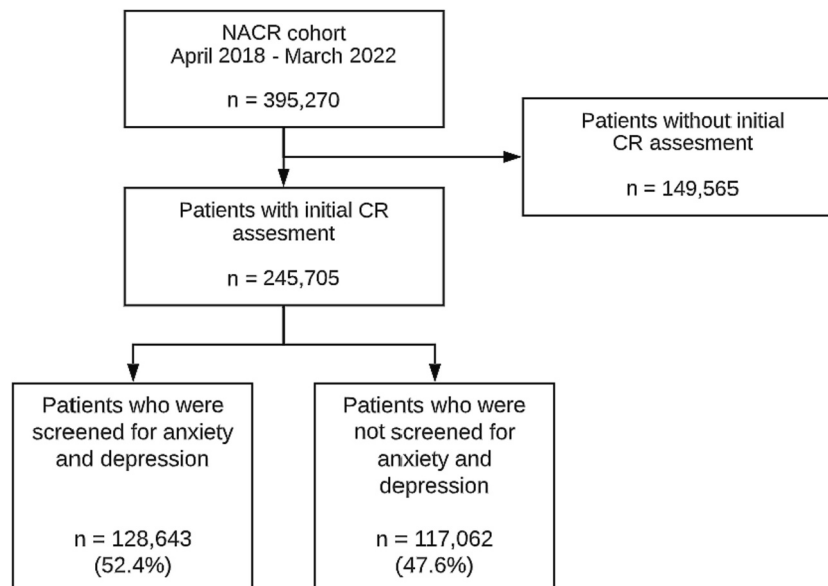 NACR cohort
April 2018 - March 2022
n = 395,270
Patients without initial
CR assesment
n = 149,565
Patients with initial CR
assesment
n = 245,705
Patients who were
screened for anxiety
and depression
n = 128,643
(52.4%)
Patients who were
not screened for
anxiety and
depression
n = 117,062
(47.6%)